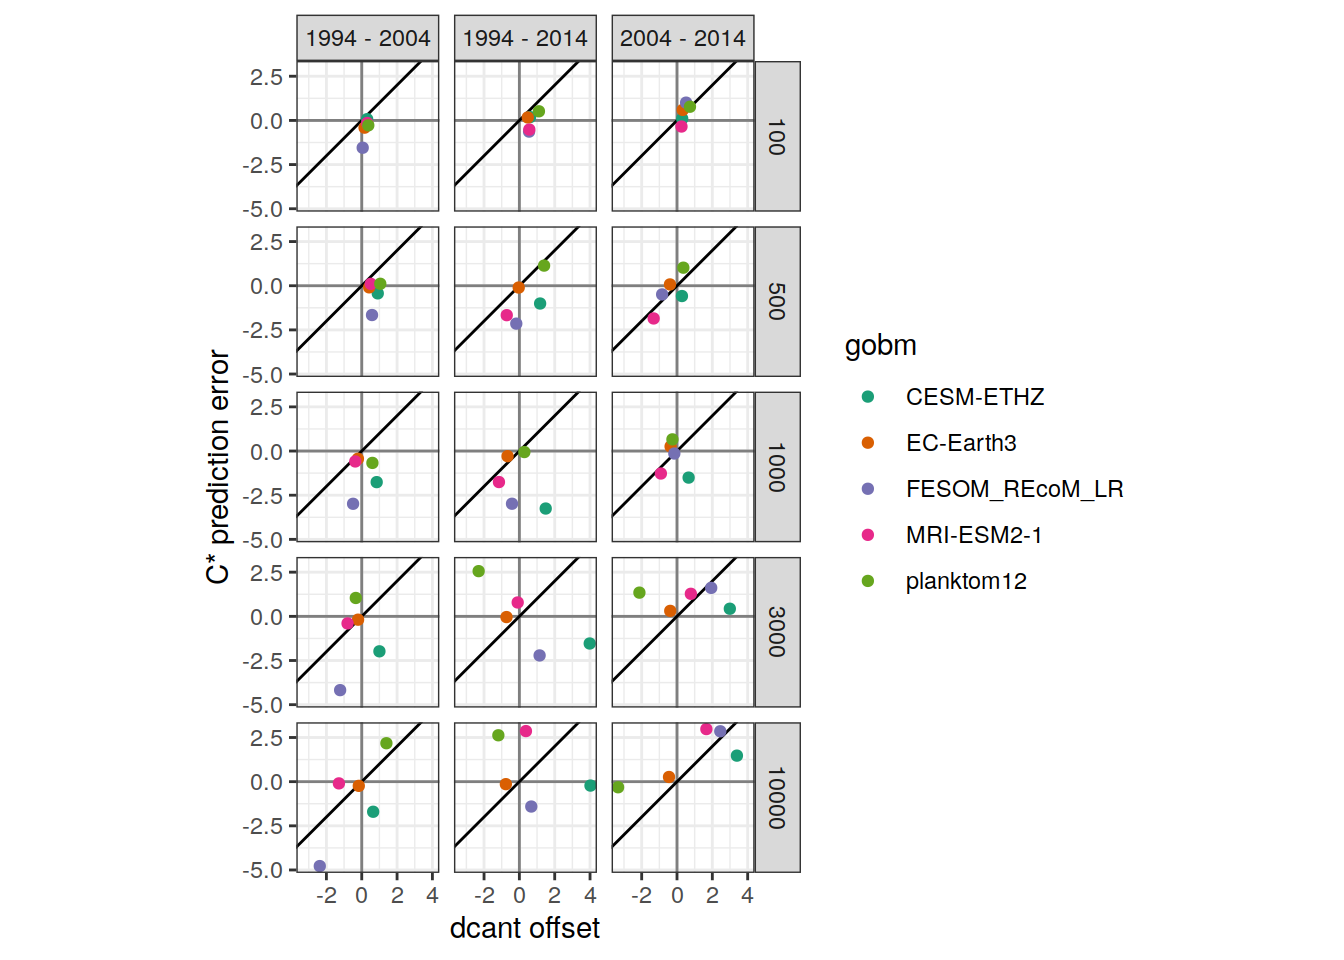 1994 - 2004 1994 - 2014 2004 - 2014
2.5
0.0
-2.5
-5.0
100
2.5
0.0
-2.5
-5.0
500
2.5
0.0
-2.5
-5.0
1000
2.5
0.0
-2.5
-5.0
3000
2.5
0.0
-2.5
-5.0
10000
-2 0 2 4 -2 0 2 4 -2 0 2 4
dcant offset
C* prediction error
gobm
CESM-ETHZ
EC-Earth3
FESOM_REcoM_LR
MRI-ESM2-1
planktom12